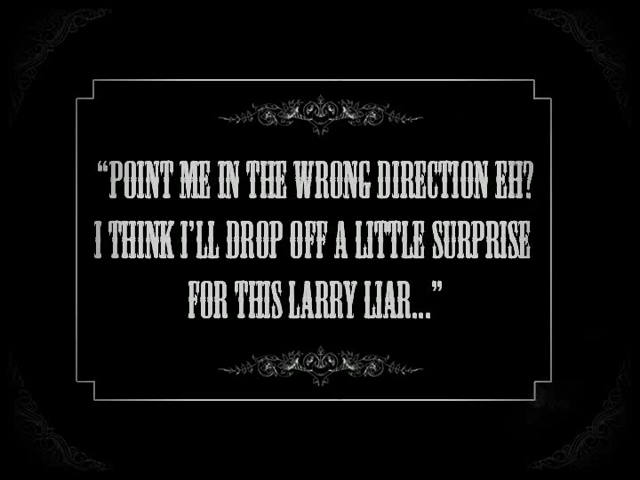 “POINT ME IN THE WRONG DIRECTION EH?
I THINK I’LL DROP OFF A LITTLE SURPRISE
FOR THIS LARRY LIAR...”